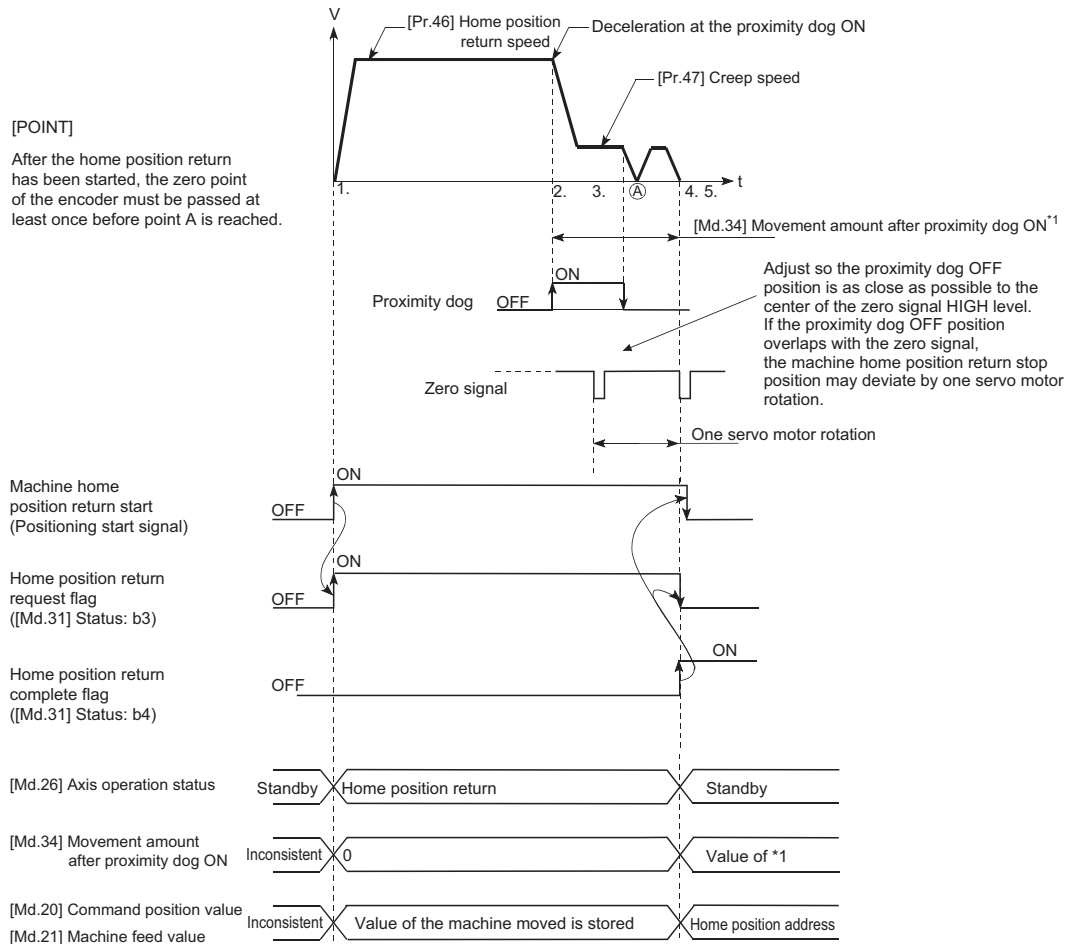 V
[Pr.46] Home position
return speed
Deceleration at the proximity dog ON
[Pr.47] Creep speed
[POINT]
After the home position return
has been started, the zero point
of the encoder must be passed at
least once before point A is reached.
1.
2.
3.
A
4. 5.
t
[Md.34] Movement amount after proximity dog ON*1
Proximity dog
OFF
ON
Adjust so the proximity dog OFF
position is as close as possible to the
center of the zero signal HIGH level.
If the proximity dog OFF position
overlaps with the zero signal,
the machine home position return stop
position may deviate by one servo motor
rotation.
Zero signal
One servo motor rotation
Machine home
position return start
(Positioning start signal)
OFF
ON
Home position return
request flag
([Md.31] Status: b3)
OFF
ON
Home position return
complete flag
([Md.31] Status: b4)
OFF
ON
[Md.26] Axis operation status
Standby
Home position return
Standby
[Md.34] Movement amount
after proximity dog ON
Inconsistent
0
Value of *1
[Md.20] Command position value
[Md.21] Machine feed value
Inconsistent
Value of the machine moved is stored
Home position address